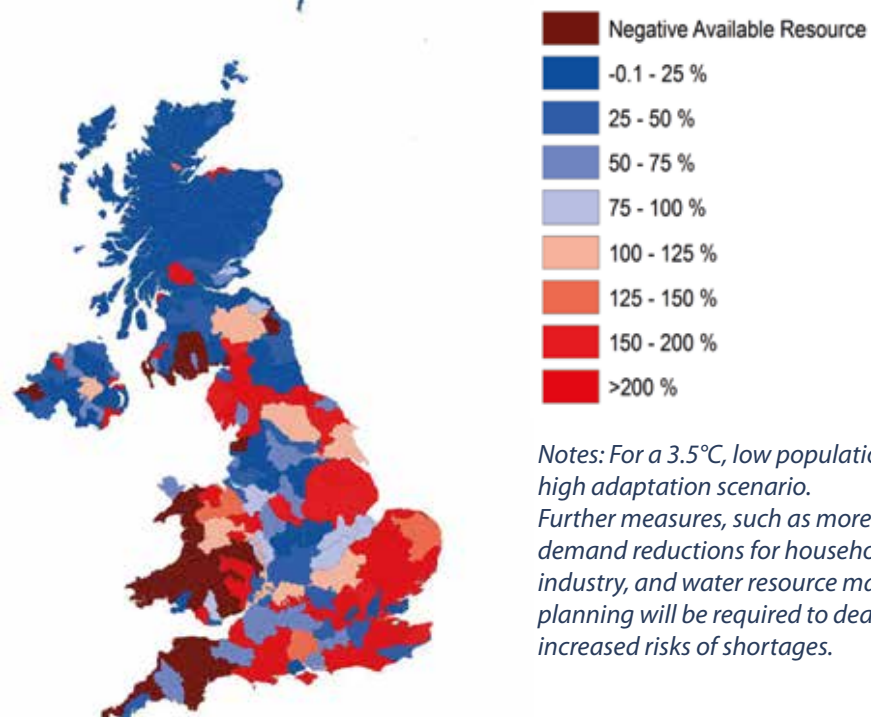 Negative Available Resource
-0.1 - 25 %
25 - 50 %
50 - 75 %
75 - 100 %
100 - 125 %
125 - 150 %
150 - 200 %
>200 %
Notes: For a 3.5°C, low populatio
high adaptation scenario.
Further measures, such as more
demand reductions for househo
industry, and water resource ma
planning will be required to dea
increased risks of shortages.